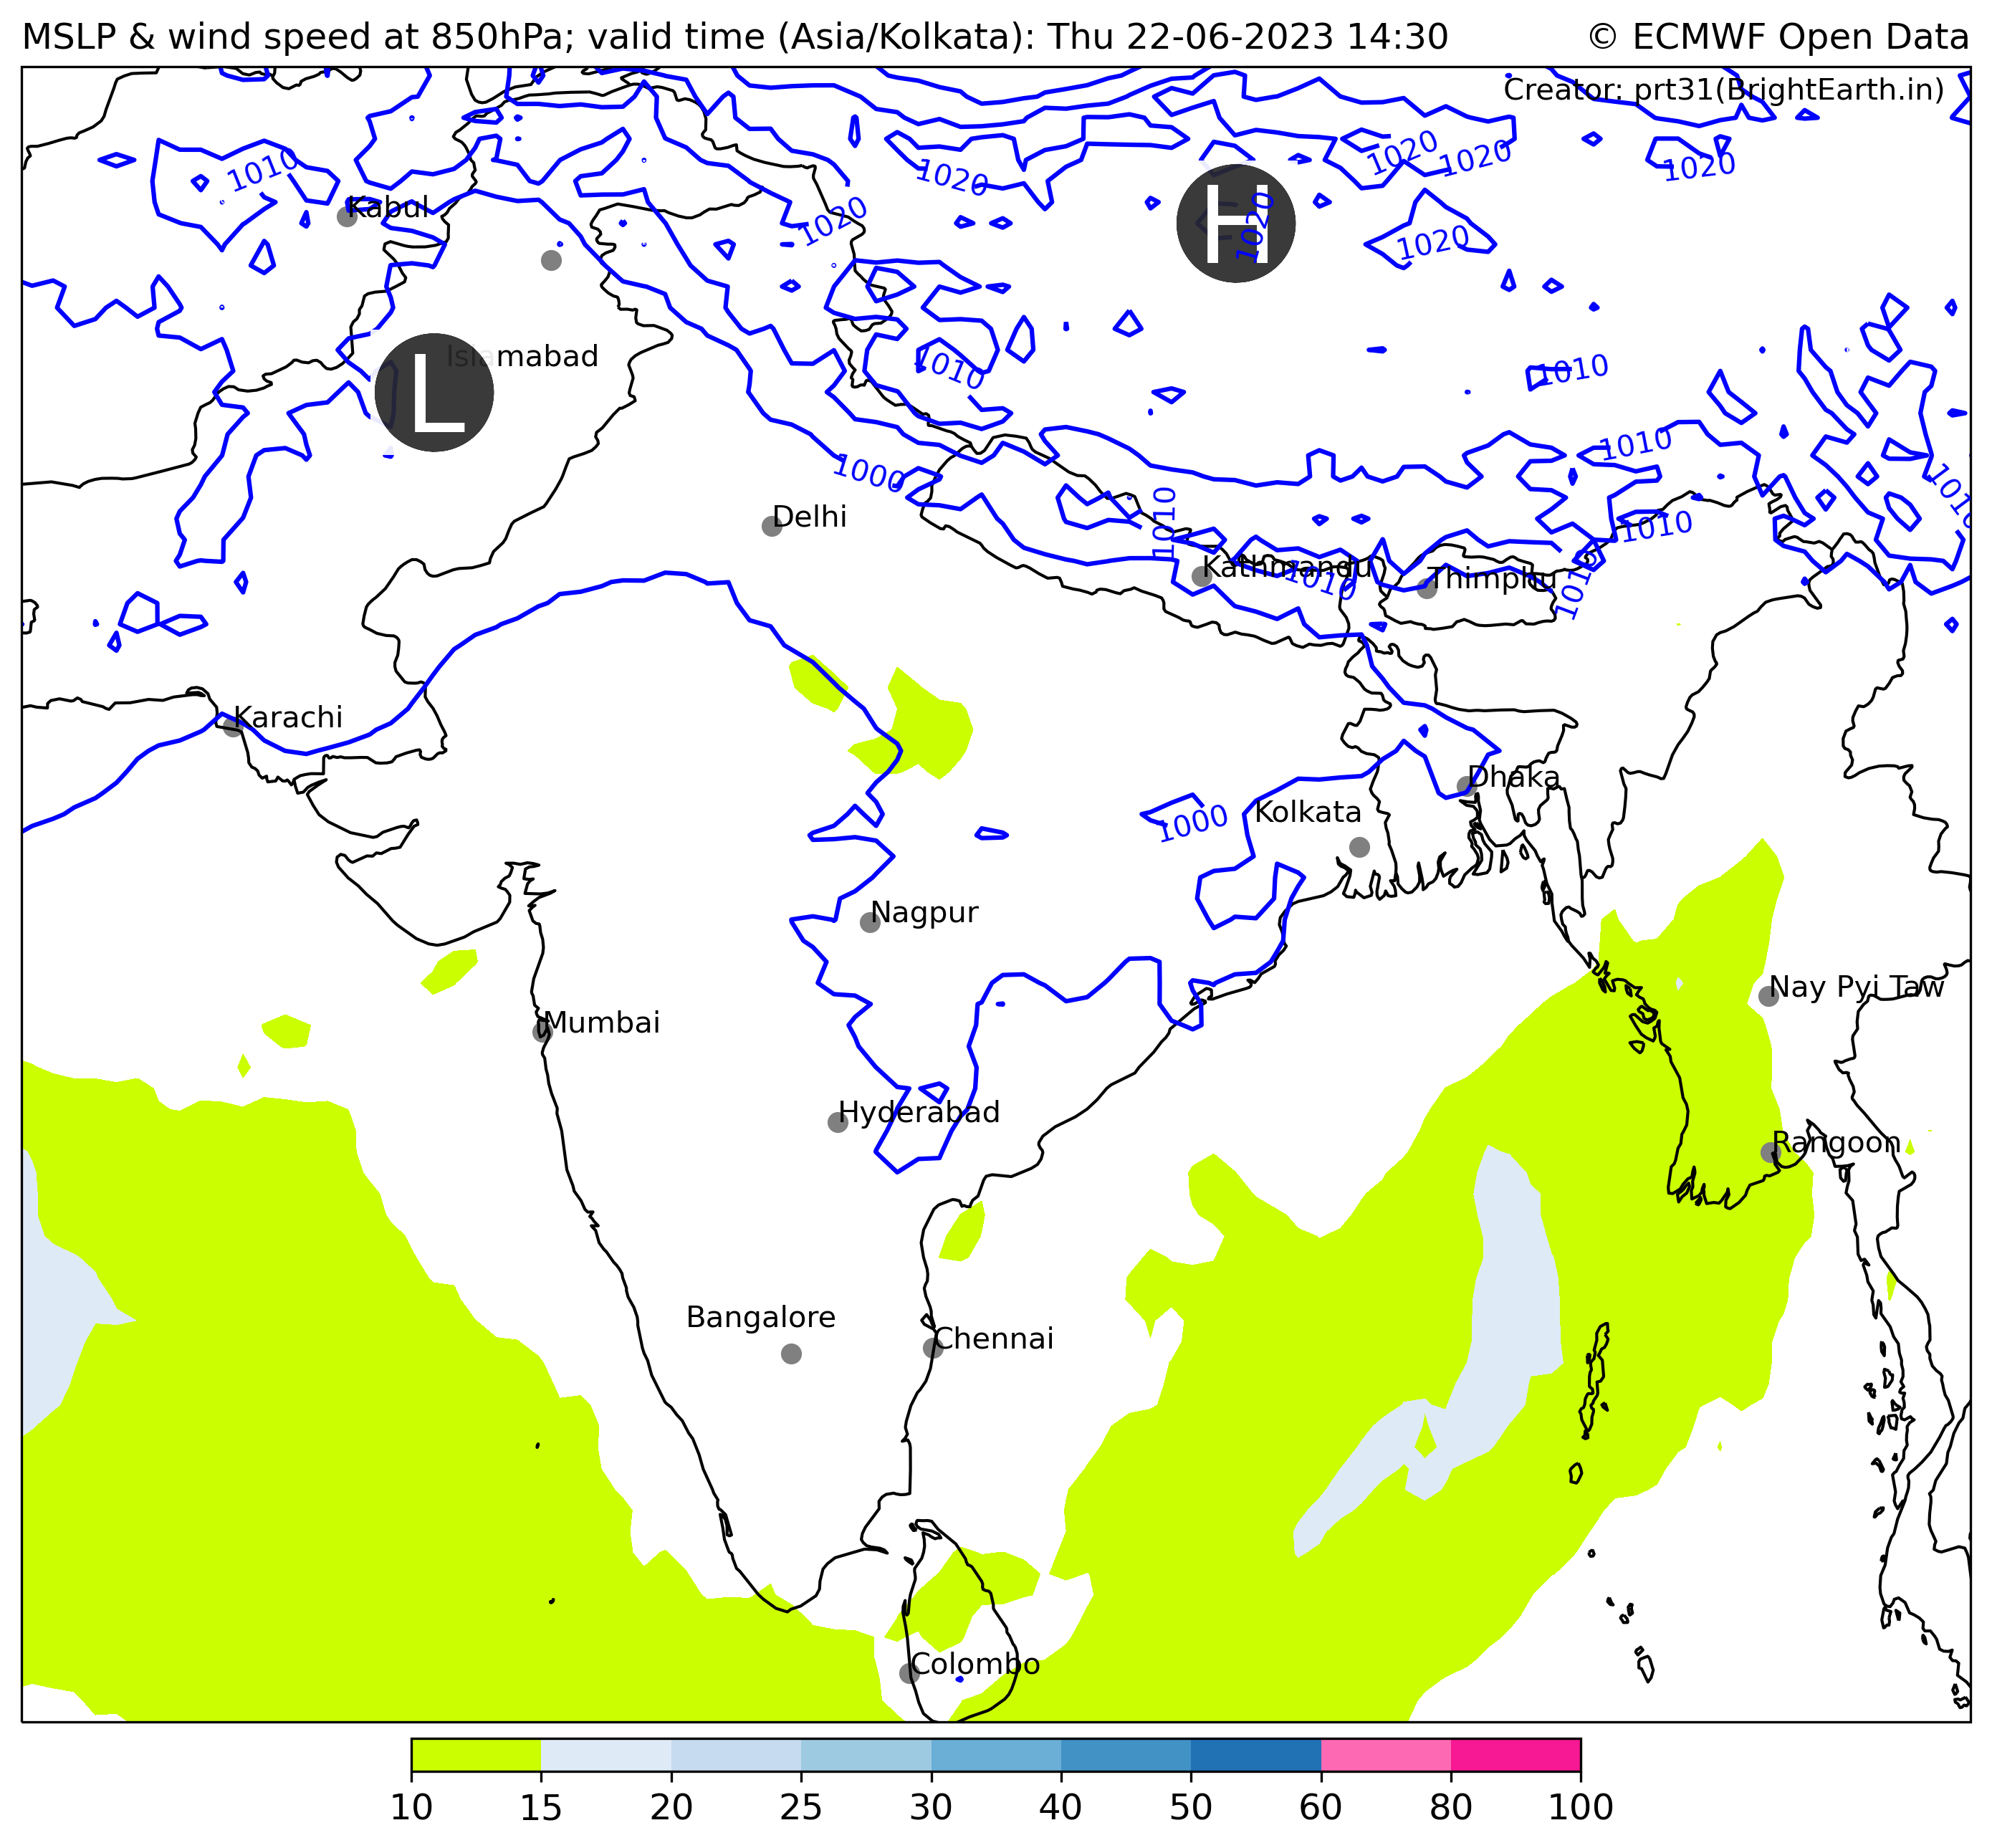 MSLP & wind speed at 850hPa; valid time (Asia/Kolkata): Thu 22-06-2023 14:30
© ECMWF Open Data
Creator: prt31(BrightEarth.in)
1010
1020
1020
1020
1020
Kabul
1020
H
1020
1020
Islamabad
L
1010
1010
1000
1010
1010
Delhi
1010
1010
Kathmandu
1010
Thimphu
1010
Karachi
Dhaka
Kolkata
1000
Nagpur
Nay Pyi Taw
Mumbai
Hyderabad
Rangoon
Bangalore
Chennai
Colombo
10 15 20 25 30 40 50 60 80 100